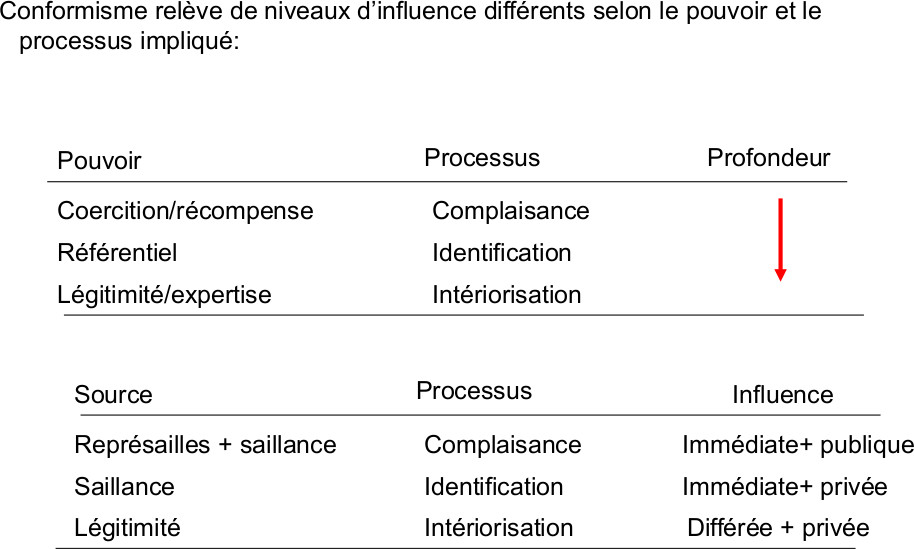 Conformisme relève de niveaux d’influence différents selon le pouvoir et le
processus impliqué:
Pouvoir Processus Profondeur
Coercition/récompense Complaisance
Référentiel Identification
Légitimité/expertise Intériorisation
Source Processus Influence
Représailles + saillance Complaisance Immédiate+ publique
Saillance Identification Immédiate+ privée
Légitimité Intériorisation Différée + privée